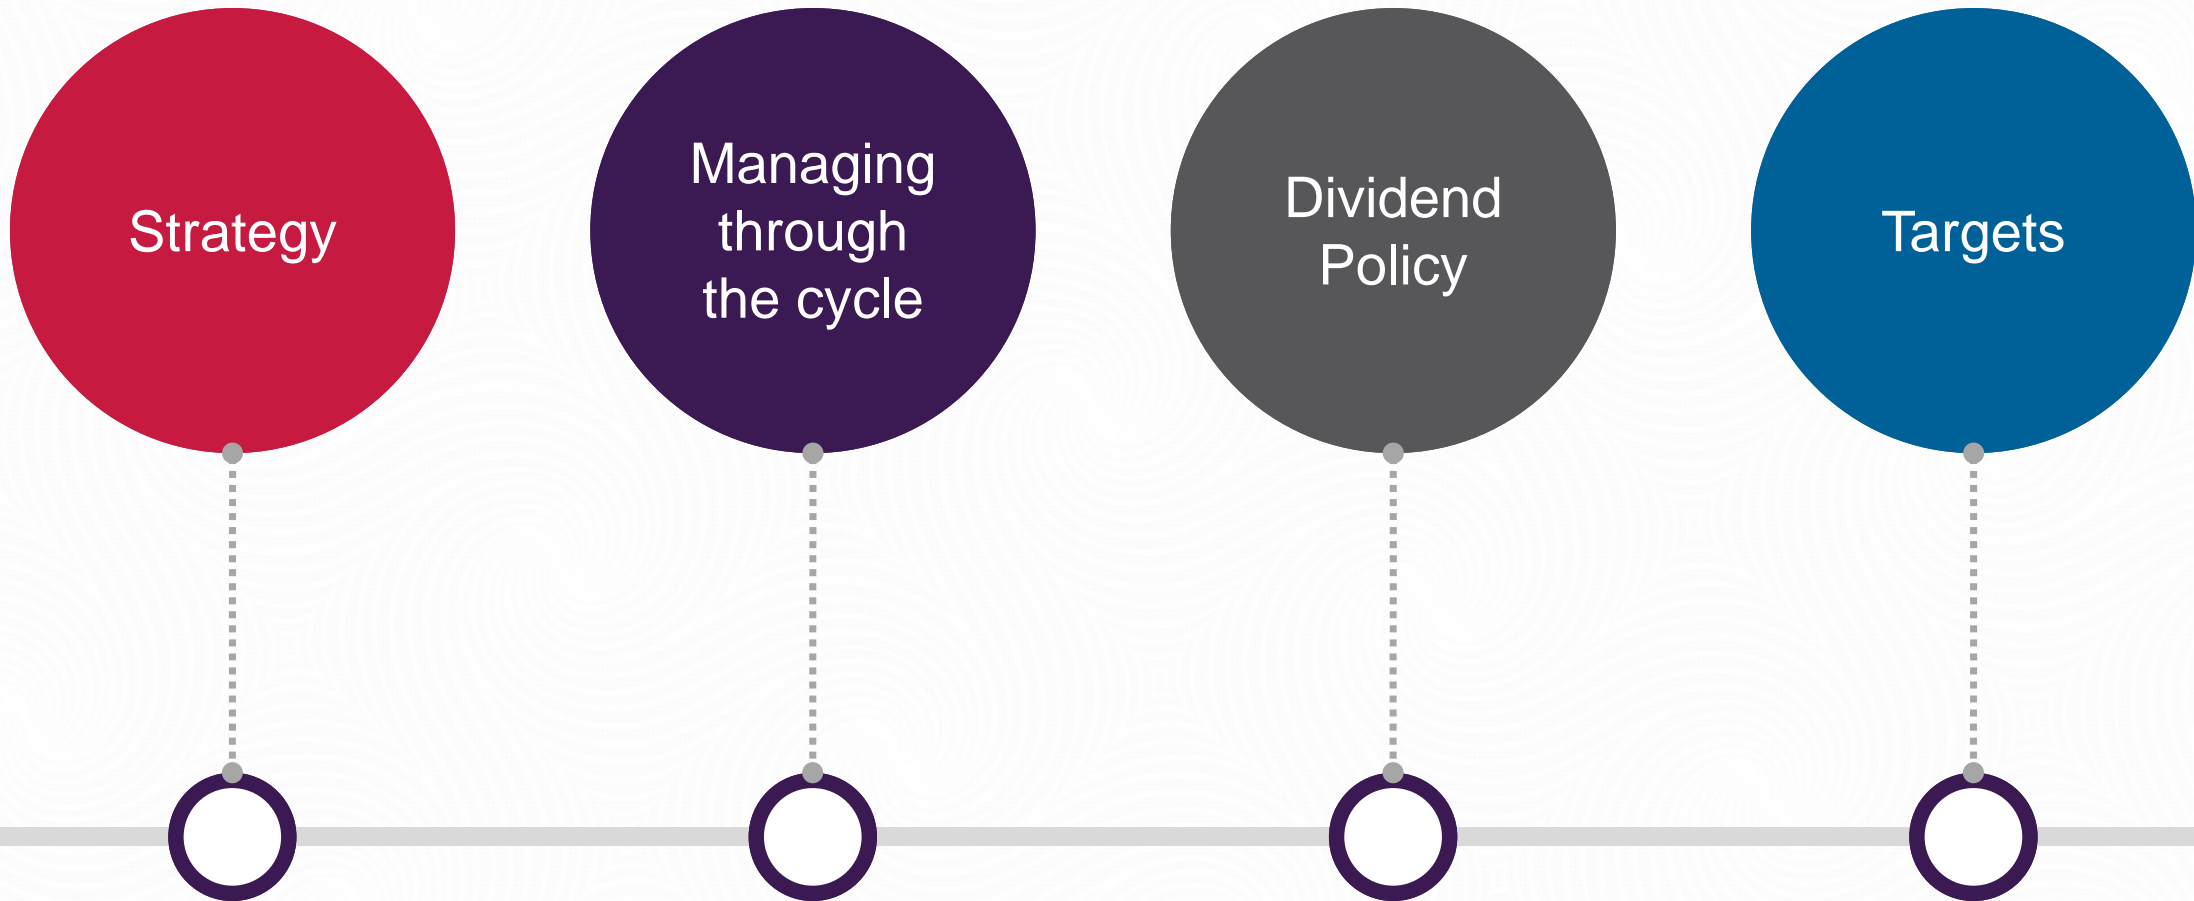 Strategy
Managing
through
the cycle
Dividend
Policy
Targets